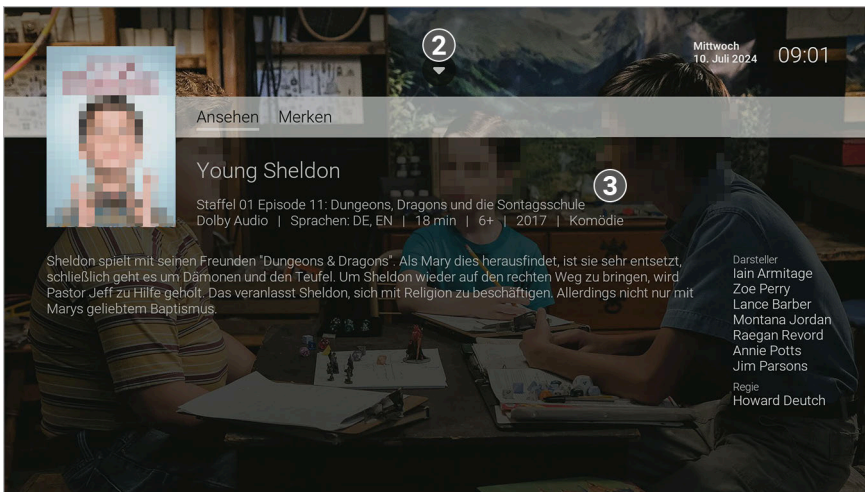 2
Mittwoch
10. Juli 2024
09:01
Ansehen Merken
Young Sheldon
3
Staffel 01 Episode 11: Dungeons, Dragons und die Sontagsschule
Dolby Audio | Sprachen: DE, EN | 18 min | 6+ | 2017 | Komödie
Sheldon spielt mit seinen Freunden "Dungeons & Dragons". Als Mary dies herausfindet, ist sie sehr entsetzt,
schließlich geht es um Dämonen und den Teufel. Um Sheldon wieder auf den rechten Weg zu bringen, wird
Pastor Jeff zu Hilfe geholt. Das veranlasst Sheldon, sich mit Religion zu beschäftigen. Allerdings nicht nur mit
Marys geliebtem Baptismus.
Darsteller
Iain Armitage
Zoe Perry
Lance Barber
Montana Jordan
Raegan Revord
Annie Potts
Jim Parsons
Regie
Howard Deutch